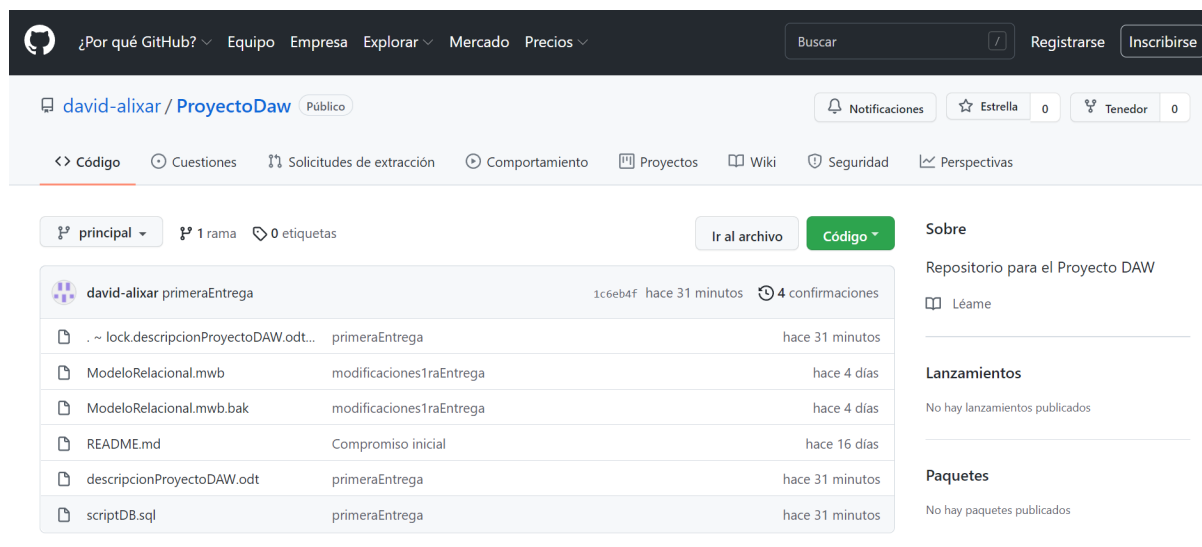 ¿Por qué GitHub? Equipo Empresa Explorar Mercado Precios Buscar / Registrarse Inscribirse
david-alixar / ProyectoDaw Público Notificaciones Estrella 0 Tenedor 0
Código Cuestiones Solicitudes de extracción Comportamiento Proyectos Wiki Seguridad Perspectivas
principal 1 rama 0 etiquetas Ir al archivo Código
david-alixar primeraEntrega 1c6eb4f hace 31 minutos 4 confirmaciones
. ~ lock.descripcionProyectoDAW.odt... primeraEntrega hace 31 minutos
ModeloRelacional.mwb modificaciones1raEntrega hace 4 días
ModeloRelacional.mwb.bak modificaciones1raEntrega hace 4 días
README.md Compromiso inicial hace 16 días
descripcionProyectoDAW.odt primeraEntrega hace 31 minutos
scriptDB.sql primeraEntrega hace 31 minutos
Sobre
Repositorio para el Proyecto DAW
Léame
Lanzamientos
No hay lanzamientos publicados
Paquetes
No hay paquetes publicados